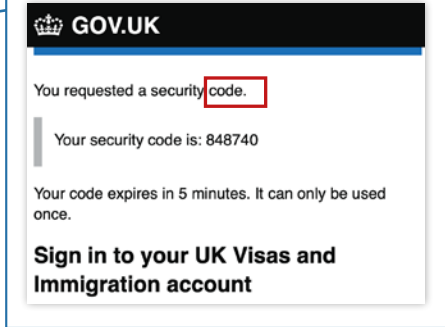 GOV.UK
You requested a security code.
Your security code is: 848740
Your code expires in 5 minutes. It can only be used
once.
Sign in to your UK Visas and
Immigration account